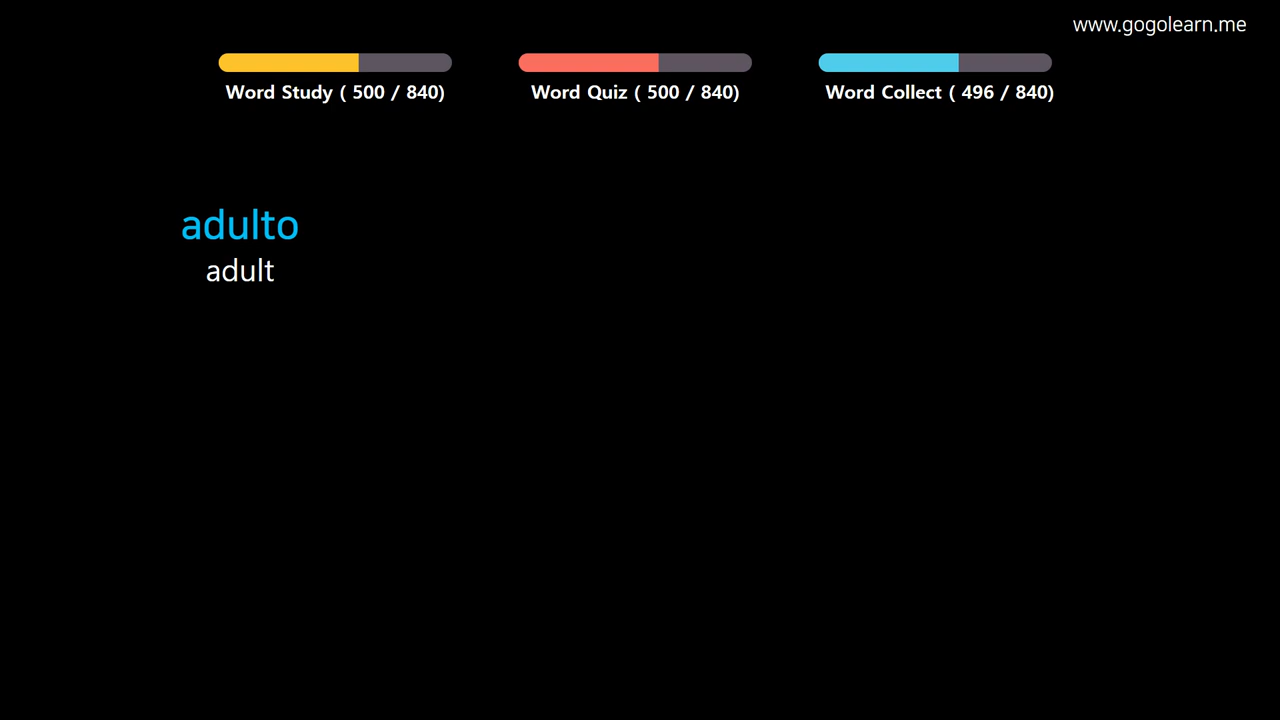 www.gogolearn.me
Word Study ( 500 / 840)
Word Quiz ( 500 / 840)
Word Collect ( 496 / 840)
adulto
adult